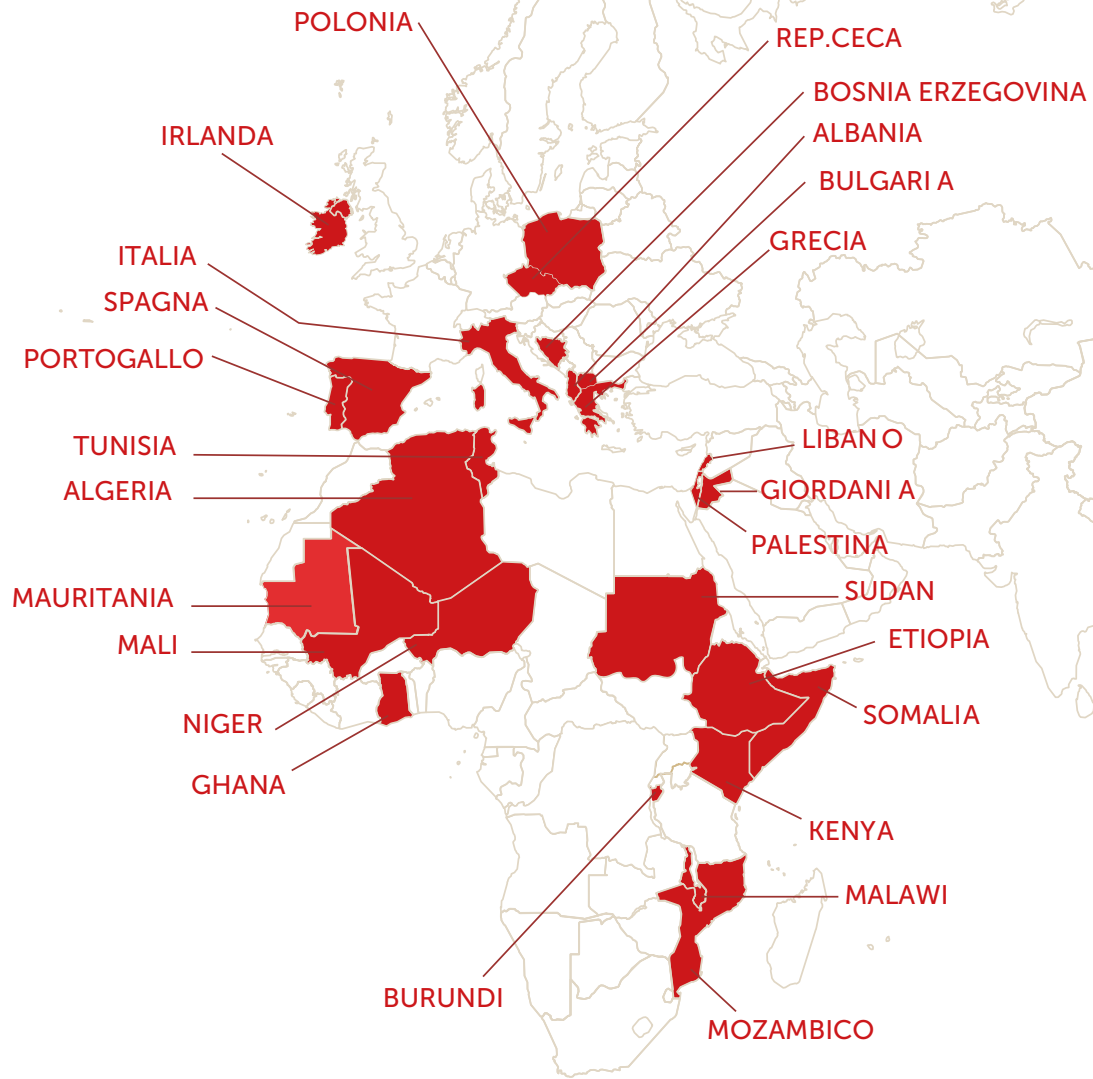 POLONIA
REP.CECA
BOSNIA ERZEGOVINA
IRLANDA
ALBANIA
BULGARI A
GRECIA
ITALIA
SPAGNA
PORTOGALLO
TUNISIA
LIBAN O
ALGERIA
GIORDANI A
PALESTINA
MAURITANIA
SUDAN
MALI
ETIOPIA
NIGER
SOMALIA
GHANA
KENYA
MALAWI
BURUNDI
MOZAMBICO